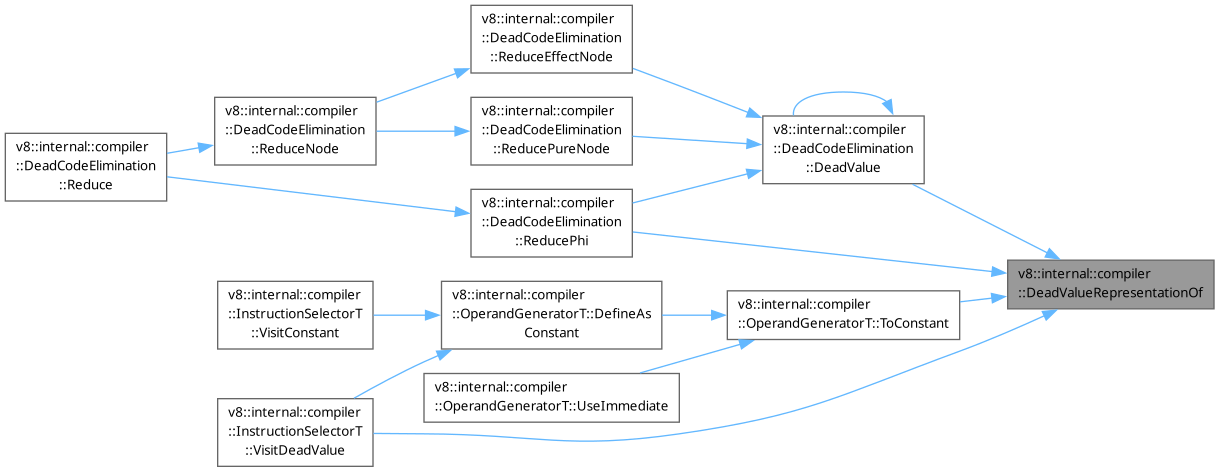 v8::internal::compiler
::DeadCodeElimination
::ReduceEffectNode
v8::internal::compiler
::DeadCodeElimination
::ReduceNode
v8::internal::compiler
::DeadCodeElimination
::ReducePureNode
v8::internal::compiler
::DeadCodeElimination
::DeadValue
v8::internal::compiler
::DeadCodeElimination
::Reduce
v8::internal::compiler
::DeadCodeElimination
::ReducePhi
v8::internal::compiler
::DeadValueRepresentationOf
v8::internal::compiler
::InstructionSelectorT
::VisitConstant
v8::internal::compiler
::OperandGeneratorT::DefineAs
Constant
v8::internal::compiler
::OperandGeneratorT::ToConstant
v8::internal::compiler
::OperandGeneratorT::UseImmediate
v8::internal::compiler
::InstructionSelectorT
::VisitDeadValue